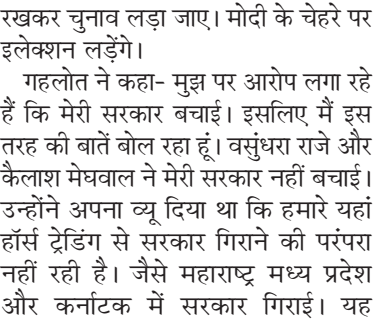 रखकर चुनाव लड़ा जाए। मोदी के चेहरे पर
इलेक्शन लड़ेंगे।
गहलोत ने कहा- मुझ पर आरोप लगा रहे
हैं कि मेरी सरकार बचाई। इसलिए मैं इस
तरह की बातें बोल रहा हूं। वसुंधरा राजे और
कैलाश मेघवाल ने मेरी सरकार नहीं बचाई।
उन्होंने अपना व्यू दिया था कि हमारे यहां
हॉर्स ट्रेडिंग से सरकार गिराने की परंपरा
नहीं रही है। जैसे महाराष्ट्र मध्य प्रदेश
और कर्नाटक में सरकार गिराई। यह